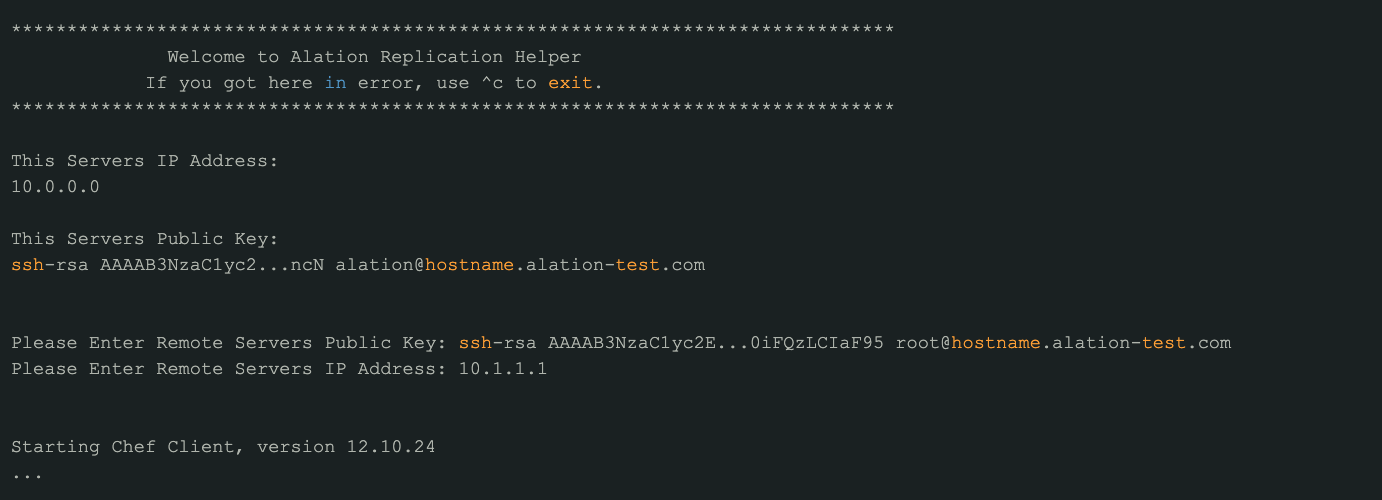 *******************************************************************************
Welcome to Alation Replication Helper
If you got here in error, use ^c to exit.
*******************************************************************************
This Servers IP Address:
10.0.0.0
This Servers Public Key:
ssh-rsa AAAAB3NzaC1yc2...ncN alation@hostname.alation-test.com
Please Enter Remote Servers Public Key: ssh-rsa AAAAB3NzaC1yc2E...0iFQzLCIaF95 root@hostname.alation-test.com
Please Enter Remote Servers IP Address: 10.1.1.1
Starting Chef Client, version 12.10.24
...